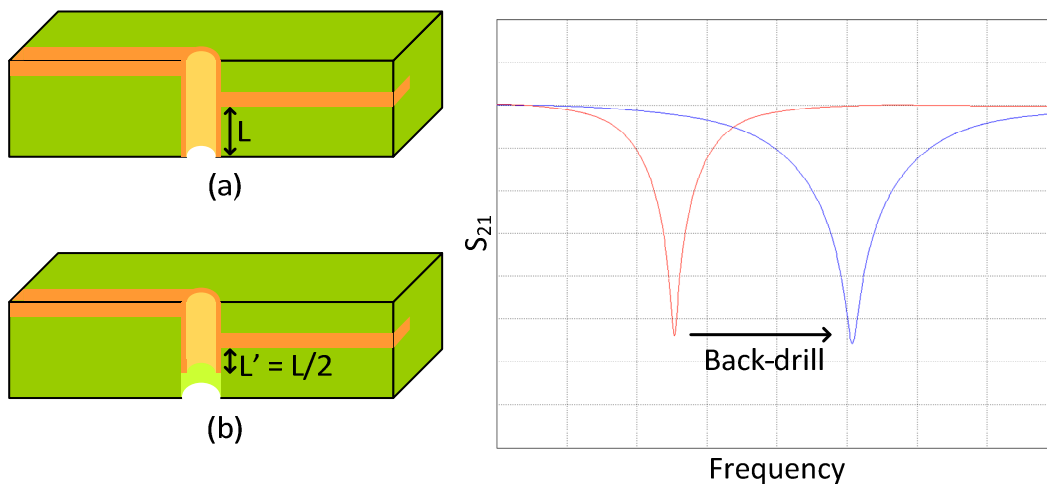 L
(a)
L’ = L/2
(b)
S21
Back-drill
Frequency